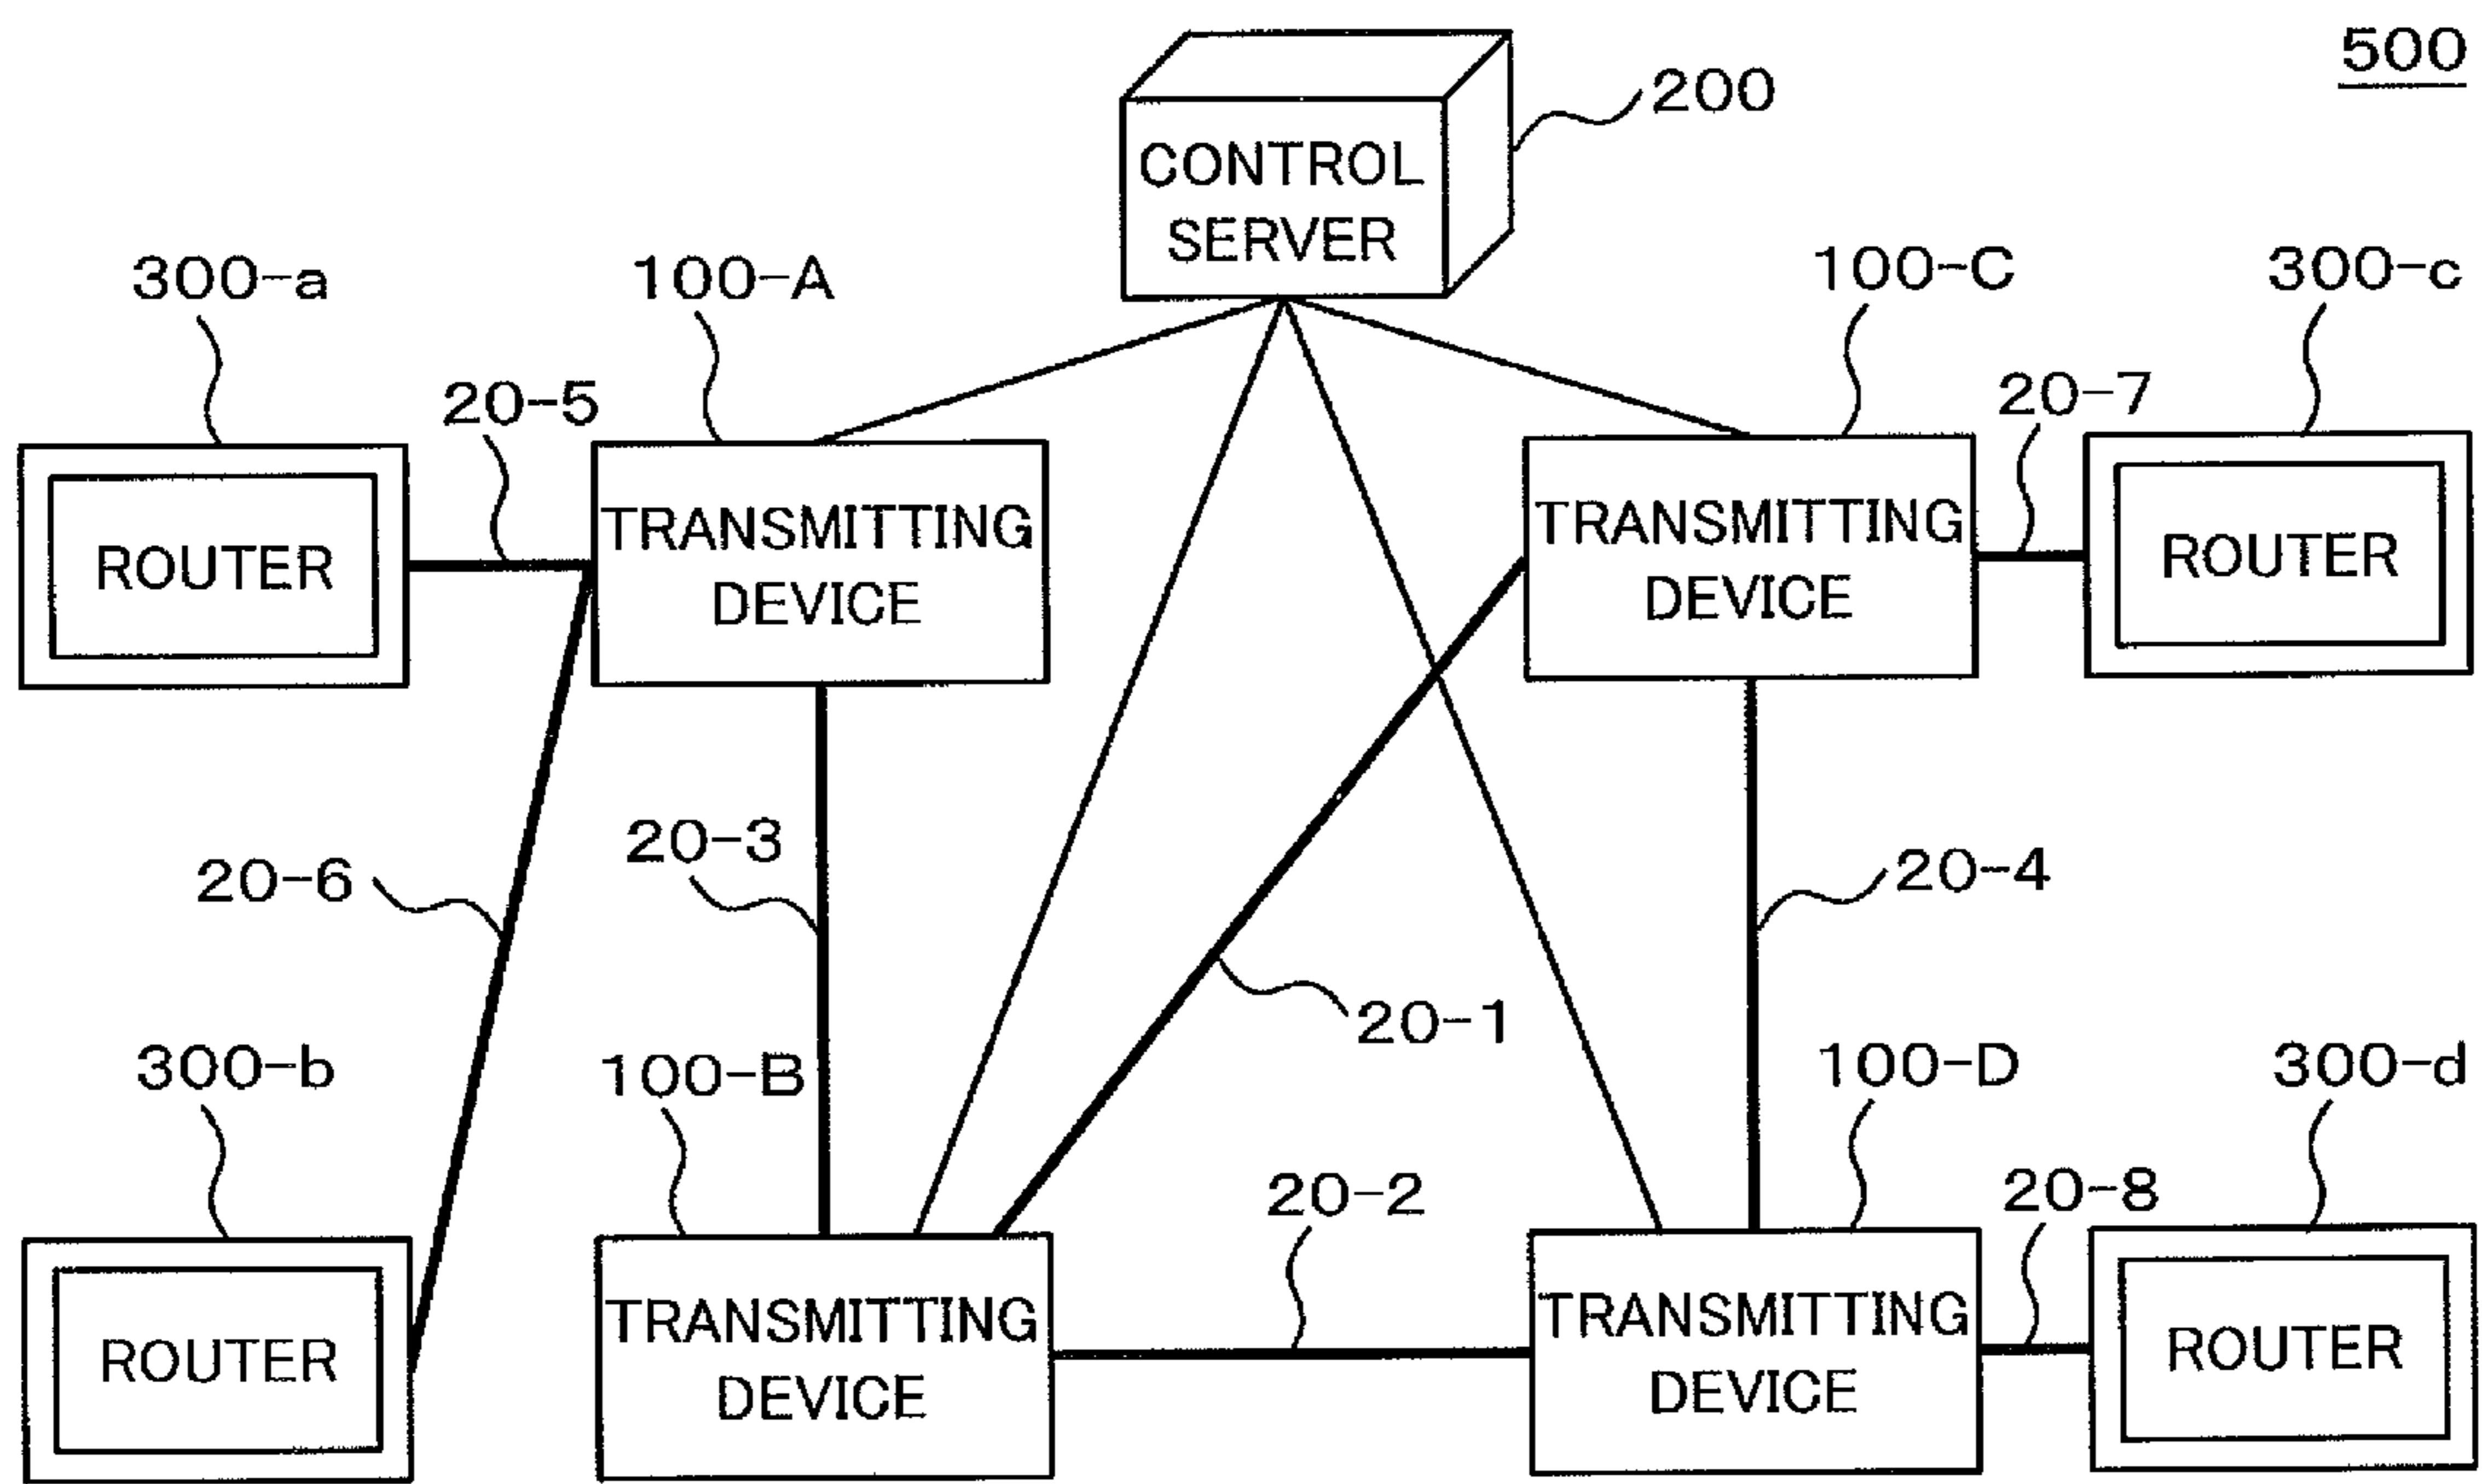 500
200
CONTROL
SERVER
300-a
100-A
100-C
300-c
20-5
20-7
ROUTER
TRANSMITTING
DEVICE
TRANSMITTING
DEVICE
ROUTER
20-6
20-3
20-4
20-1
300-b
100-B
100-D
300-d
20-2
20-8
ROUTER
TRANSMITTING
DEVICE
TRANSMITTING
DEVICE
ROUTER